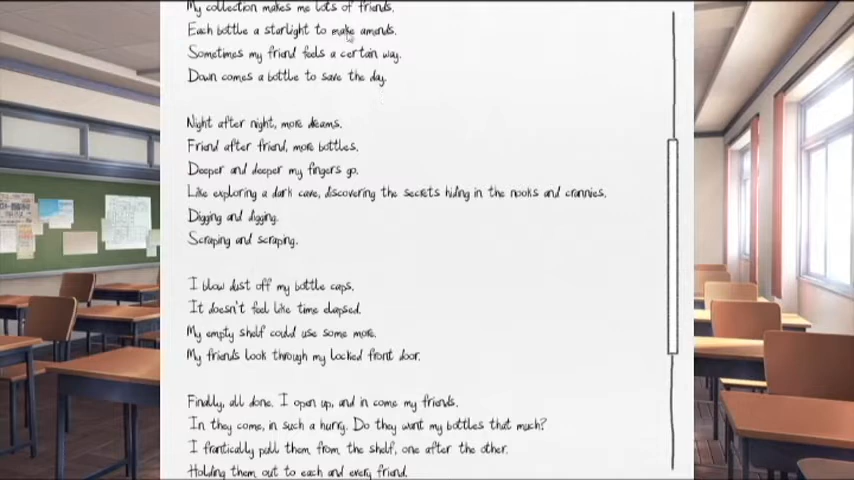 My collection makes me lots of friends.
Each bottle a starlight to make amends.
Sometimes my friend feels a certain way.
Down comes a bottle to save the day.
Night after night, more dreams.
Friend after friend, more bottles.
Deeper and deeper my fingers go.
Like exploring a dark cave, discovering the secrets hiding in the nooks and crannies.
Digging and digging.
Scraping and scraping.
I blow dust off my bottle caps.
It doesn't feel like time elapsed.
My empty shelf could use some more.
My friends look through my locked front door.
Finally, all done. I open up, and in come my friends.
In they come, in such a hurry. Do they want my bottles that much?
I frantically pull them from the shelf, one after the other.
Holding them out to each and every friend.